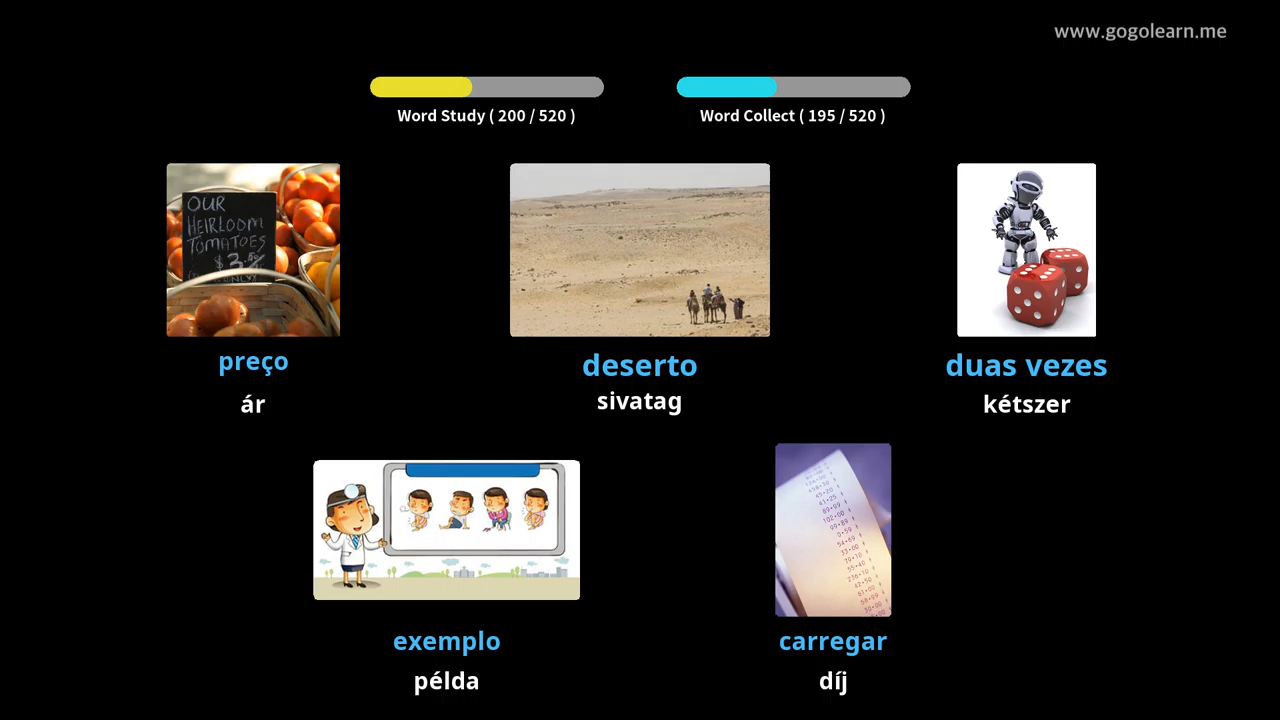 www.gogolearn.me
Word Study ( 200 / 520 )
Word Collect ( 195 / 520 )
OUR
HEIRLOOM
TOMATOES
preço
ár
deserto
sivatag
duas vezes
kétszer
exemplo
példa
carregar
díj